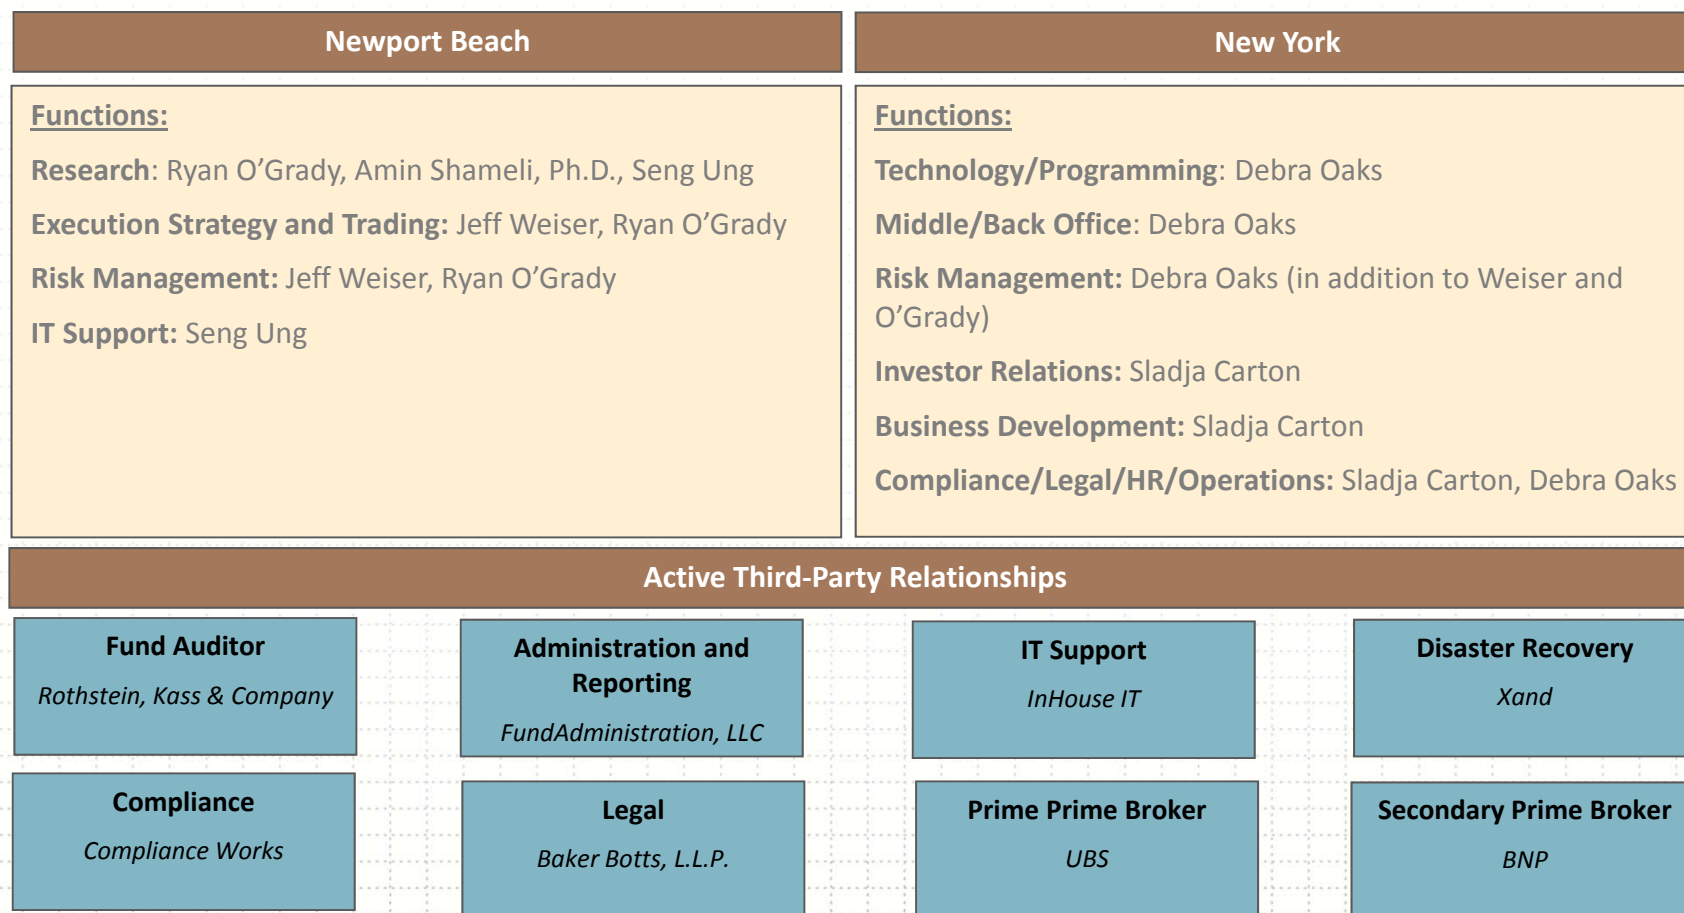 Newport Beach
Functions:
Research: Ryan O’Grady, Amin Shameli, Ph.D., Seng Ung
Execution Strategy and Trading: Jeff Weiser, Ryan O’Grady
Risk Management: Jeff Weiser, Ryan O’Grady
IT Support: Seng Ung
New York
Functions:
Technology/Programming: Debra Oaks
Middle/Back Office: Debra Oaks
Risk Management: Debra Oaks (in addition to Weiser and
O’Grady)
Investor Relations: Sladja Carton
Business Development: Sladja Carton
Compliance/Legal/HR/Operations: Sladja Carton, Debra Oaks
Active Third-Party Relationships
Fund Auditor
Rothstein, Kass & Company
Administration and
Reporting
FundAdministration, LLC
IT Support
InHouse IT
Disaster Recovery
Xand
Compliance
Compliance Works
Legal
Baker Botts, L.L.P.
Prime Prime Broker
UBS
Secondary Prime Broker
BNP